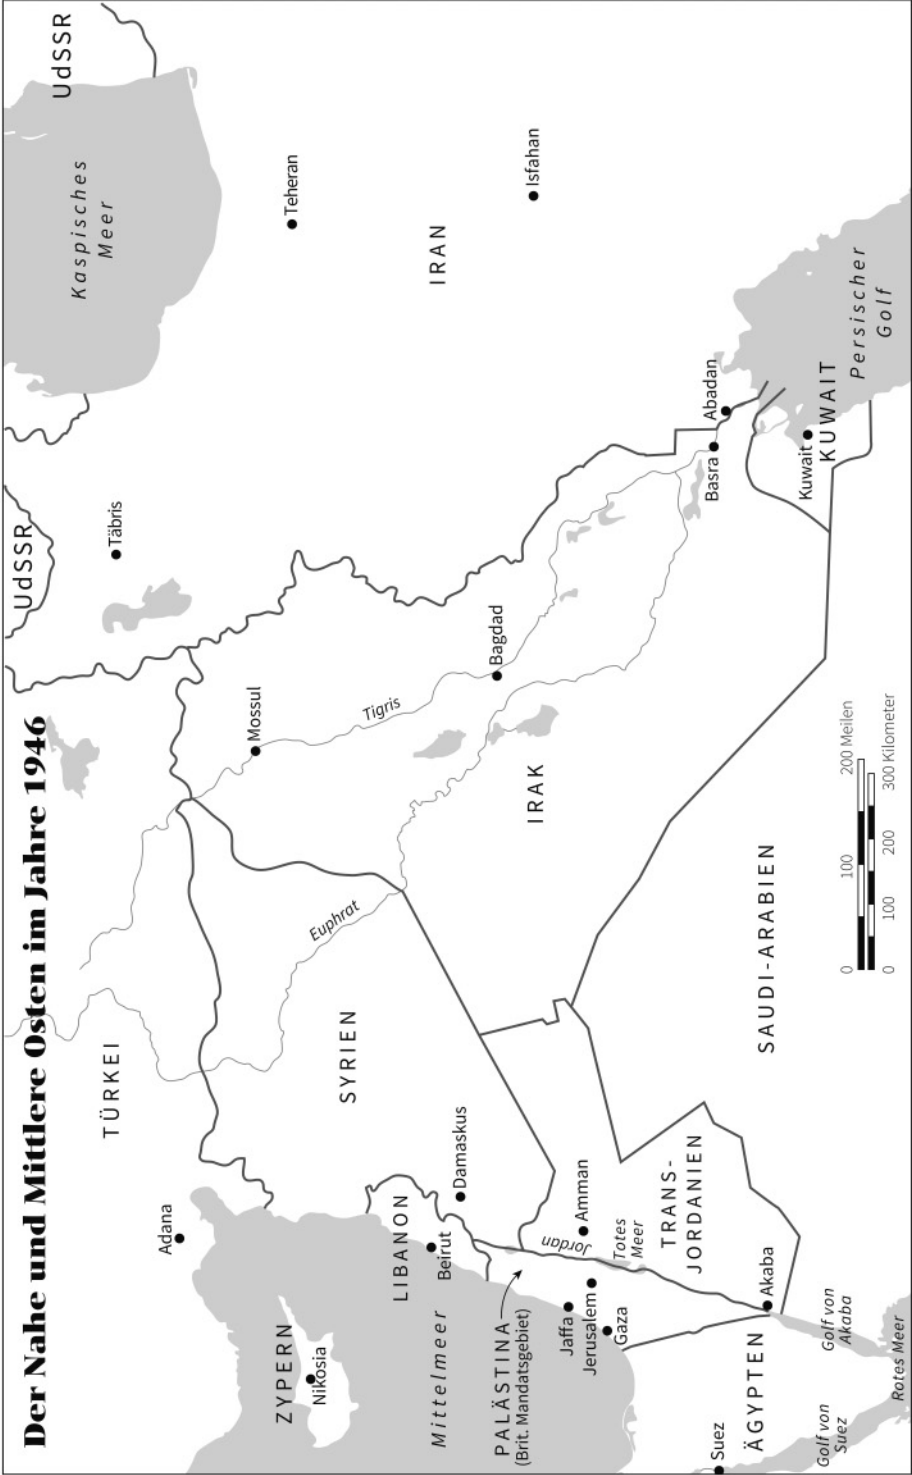 Der Nahe und Mittlere Osten im Jahre 1946
UdSSR
UdSSR
Kaspisches
Meer
TÜRKEI
Adana
Täbris
Teheran
Mossul
Tigris
ZYPERN
Nikosia
SYRIEN
Euphrat
LIBANON
Beirut
Damaskus
Mittelmeer
IRAN
Isfahan
Bagdad
IRAK
PALÄSTINA
(Brit. Mandatsgebiet)
Jordan
Amman
Jaffa
Jerusalem
Gaza
Totes
Meer
TRANS-
JORDANIEN
Abadan
Basra
Suez
ÄGYPTEN
Akaba
SAUDI-ARABIEN
Kuwait
KUWAIT
Persischer
Golf
Golf von
Suez
Golf von
Akaba
Rotes Meer
0 100 200 Meilen
0 100 200 300 Kilometer